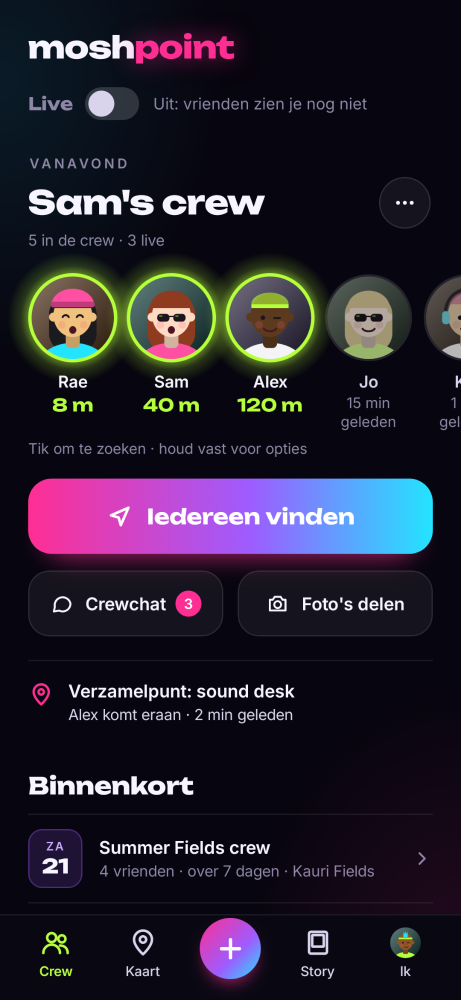 moshpoint
Live Uit: vrienden zien je nog niet
VANAVOND
Sam's crew
5 in de crew · 3 live
Rae Sam Alex Jo
8 m 40 m 120 m 15 min
geleden
Tik om te zoeken · houd vast voor opties
Iedereen vinden
Crewchat 3 Foto's delen
Verzamelpunt: sound desk
Alex komt eraan · 2 min geleden
Binnenkort
ZA
21
Summer Fields crew
4 vrienden · over 7 dagen · Kauri Fields
Crew Kaart Story Ik